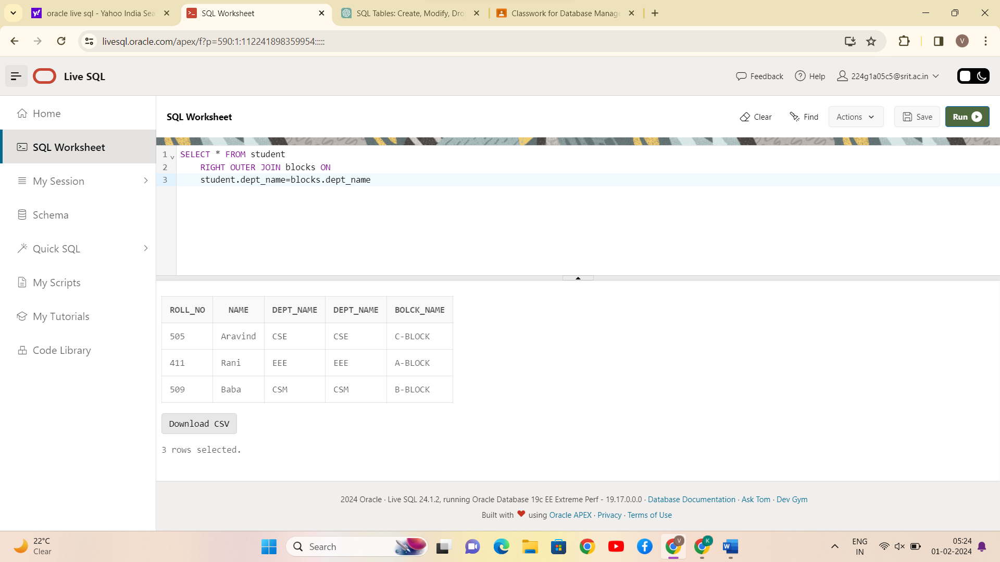 oracle live sql - Yahoo India Sea
SQL Worksheet
SQL Tables: Create, Modify, Dro
Classwork for Database Manage
livesql.oracle.com/apex/f?p=590:1:112241898359954:::::
V
Live SQL
Feedback
Help
224g1a05c5@srit.ac.in
Home
SQL Worksheet
My Session
Schema
Quick SQL
My Scripts
My Tutorials
Code Library
SQL Worksheet
Clear
Find
Actions
Save
Run
1 SELECT * FROM student
2 RIGHT OUTER JOIN blocks ON
3 student.dept_name=blocks.dept_name
ROLL_NO NAME DEPT_NAME DEPT_NAME BOLCK_NAME
505 Aravind CSE CSE C-BLOCK
411 Rani EEE EEE A-BLOCK
509 Baba CSM CSM B-BLOCK
Download CSV
3 rows selected.
2024 Oracle · Live SQL 24.1.2, running Oracle Database 19c EE Extreme Perf - 19.17.0.0.0 · Database Documentation · Ask Tom · Dev Gym
Built with ❤ using Oracle APEX · Privacy · Terms of Use
22°C
Clear
Search
V
K
W
ENG
IN
05:24
01-02-2024